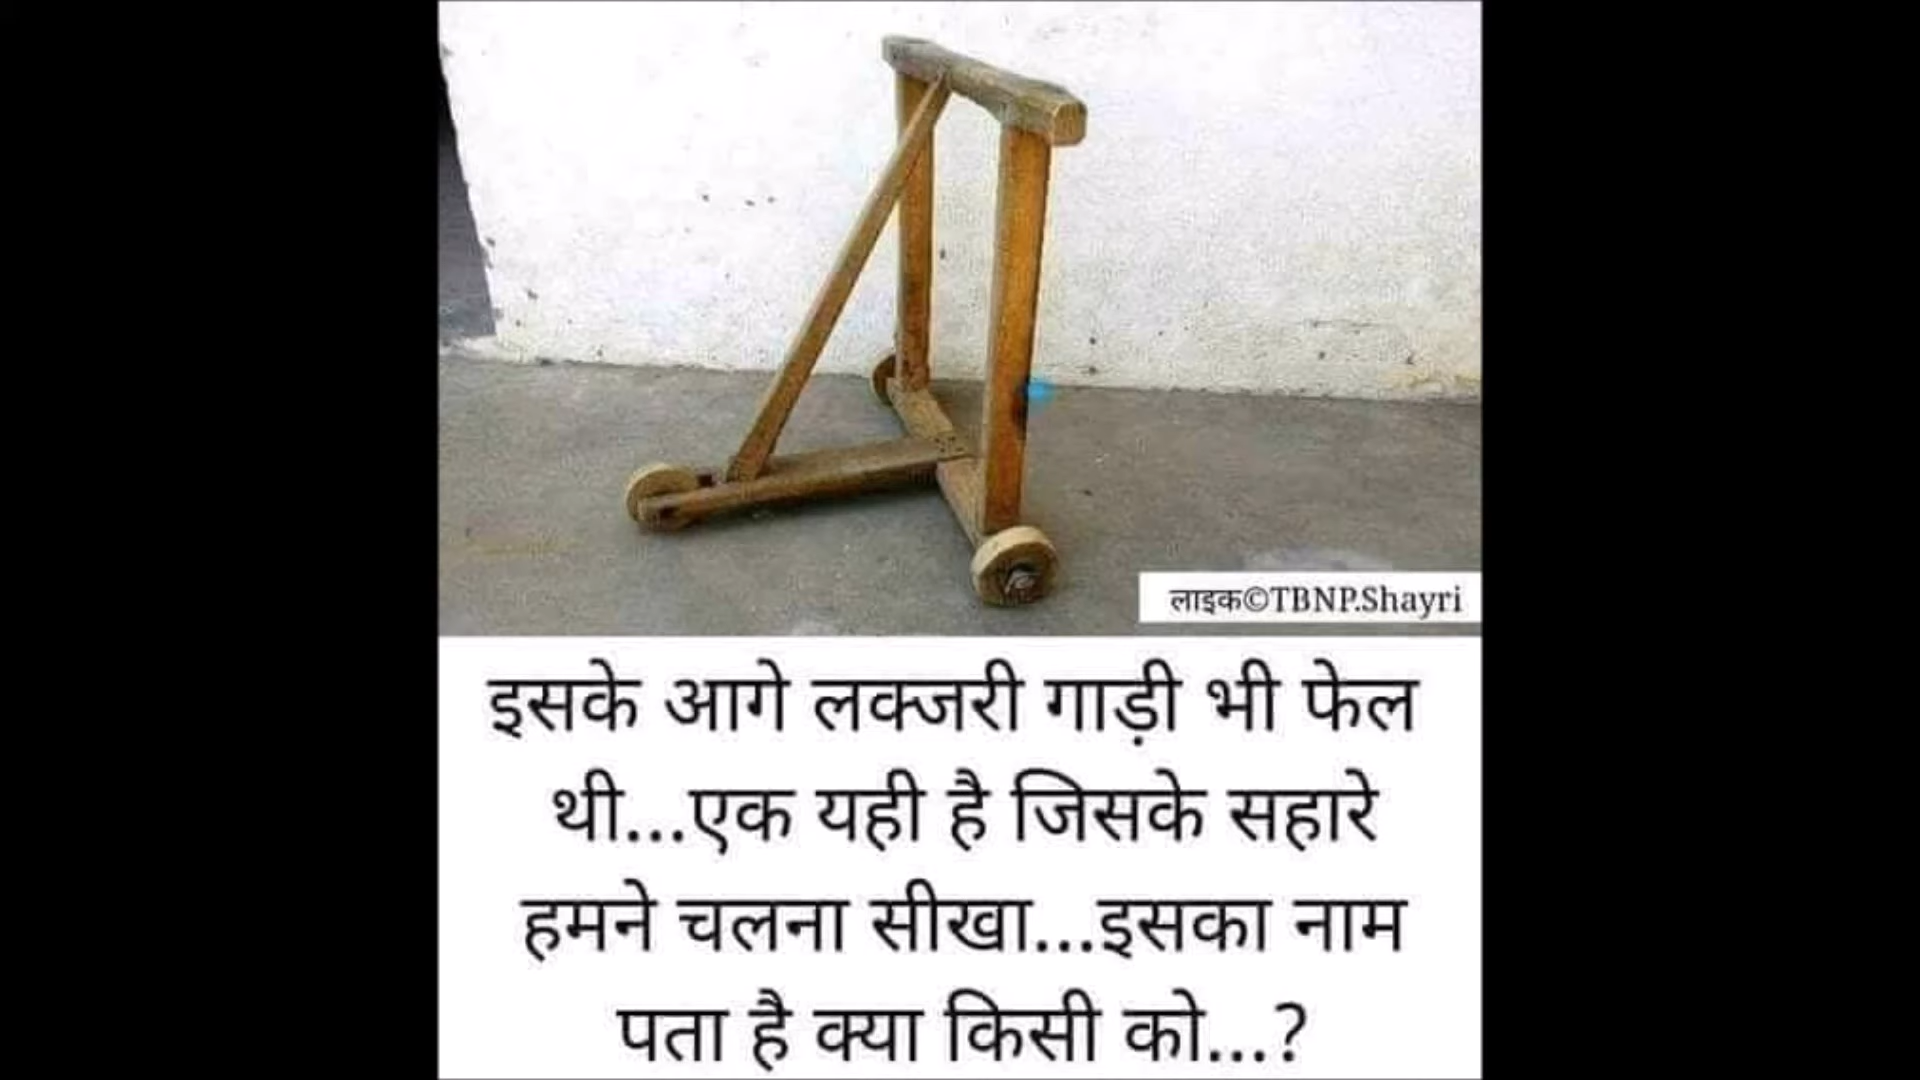 लाइक©TBNP.Shayri
इसके आगे लक्जरी गाड़ी भी फेल
थी...एक यही है जिसके सहारे
हमने चलना सीखा...इसका नाम
पता है क्या किसी को...?